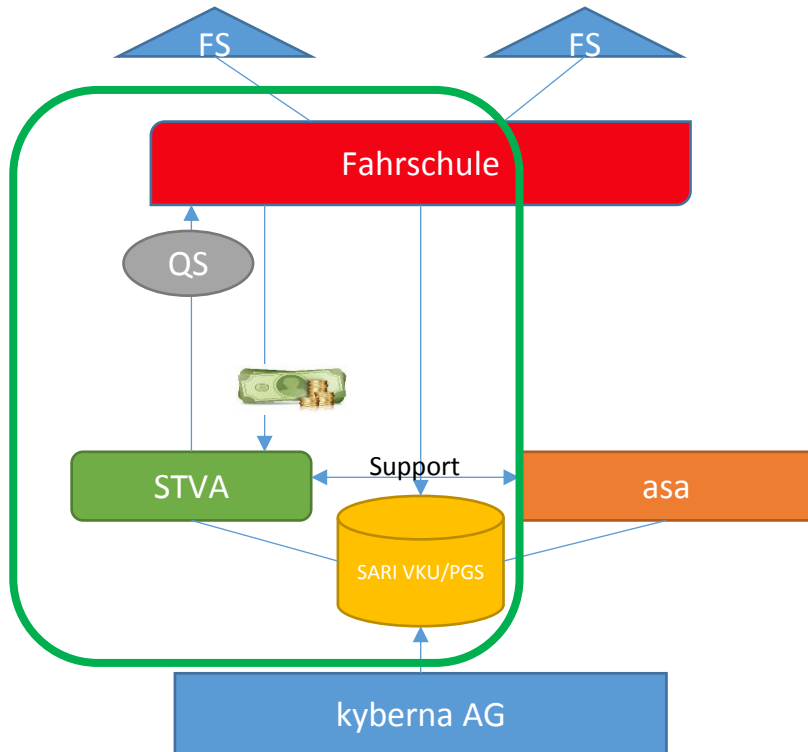 FS
FS
Fahrschule
QS
Support
STVA
asa
SARI VKU/PGS
kyberna AG